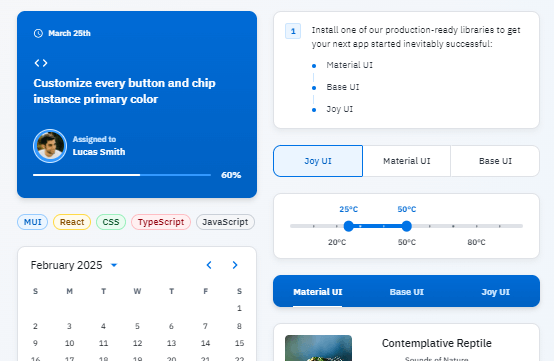 March 25th
Customize every button and chip
instance primary color
Assigned to
Lucas Smith
60%
MUI React CSS TypeScript JavaScript
February 2025
S M T W T F S
1
2 3 4 5 6 7 8
9 10 11 12 13 14 15
16 17 18 19 20 21 22
1 Install one of our production-ready libraries to get
your next app started inevitably successful:
Material UI
Base UI
Joy UI
Joy UI Material UI Base UI
25°C 50°C
20°C 50°C 80°C
Material UI Base UI Joy UI
Contemplative Reptile
Sounds of Nature